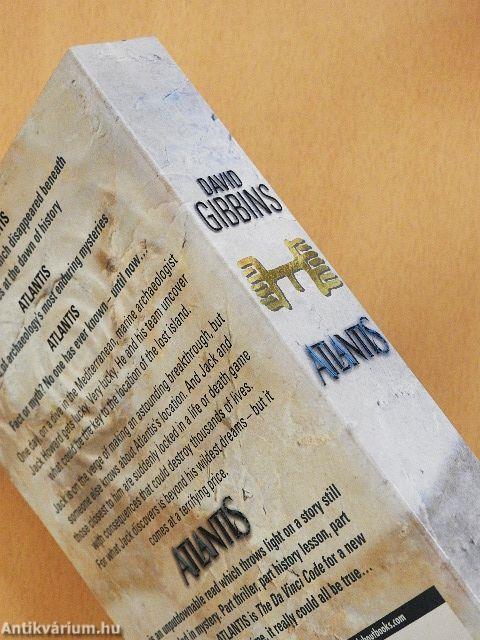 DAVID
GIBBINS
ATLANTIS
which disappeared beneath
at the dawn of history
ATLANTIS
of archaeology's most enduring mysteries
ATLANTIS
Fact or myth? No one has ever known – until now...
One day, on a dive in the Mediterranean, marine archaeologist
Jack Howard gets lucky. Very lucky. He and his team uncover
what could be the key to the location of the lost island.
Jack is on the verge of making an astounding breakthrough, but
someone else knows about Atlantis's location. And Jack and
those closest to him are suddenly locked in a life or death game
with consequences that could destroy thousands of lives.
For what Jack discovers is beyond his wildest dreams – but it
comes at a terrifying price.
ATLANTIS
is an unputdownable read which throws light on a story still
in mystery. Part thriller, part history lesson, part
ATLANTIS is The Da Vinci Code for a new
it really could all be true...
Antikvárium.hu